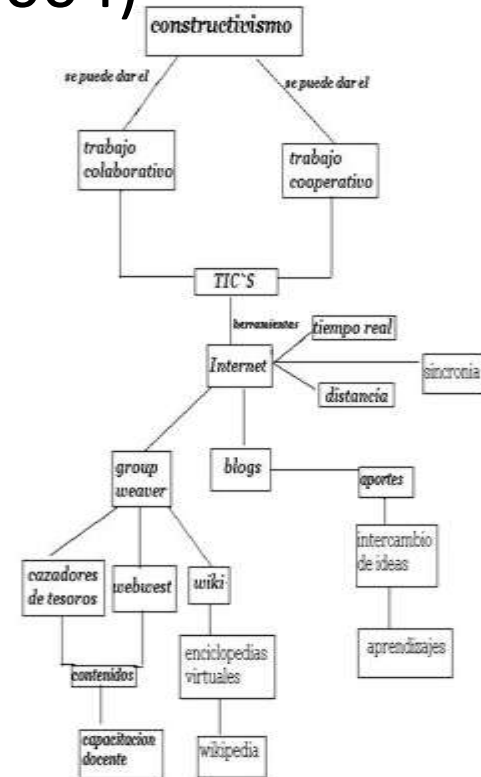 constructivismo
se puede dar el
se puede dar el
trabajo
colaborativo
trabajo
cooperativo
TIC`S
herramientas
tiempo real
Internet
sincronia
distancia
group
weaver
blogs
aportes
intercambio
de ideas
cazadores
de tesoros
webwest
wiki
aprendizajes
enciclopedias
virtuales
contenidos
capacitacion
docente
wikipedia